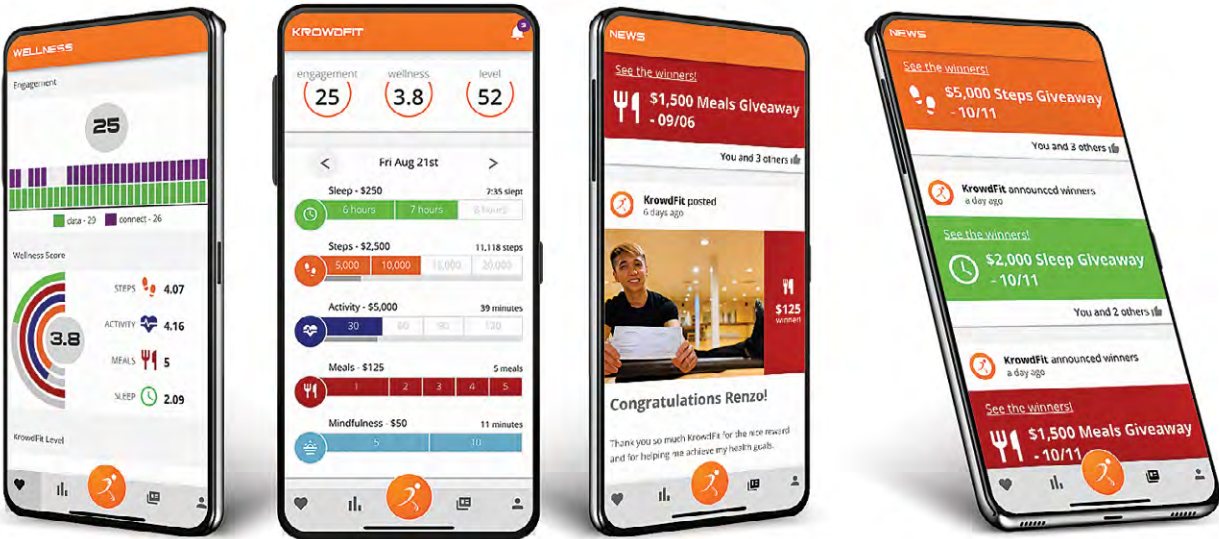 WELLNESS
Engagement
25
data - 29 connect - 26
Wellness Score
3.8
STEPS 4.07
ACTIVITY 4.16
MEALS 5
SLEEP 2.09
KrowdFit Level
KROWDFIT
3
engagement wellness level
25 3.8 52
< Fri Aug 21st >
Sleep - $250 7:35 slept
6 hours 7 hours 8 hours
Steps - $2,500 11,118 steps
5,000 10,000 15,000 20,000
Activity - $5,000 39 minutes
30 60 90 120
Meals - $125 5 meals
1 2 3 4 5
Mindfulness - $50 11 minutes
5 10
NEWS
See the winners!
$1,500 Meals Giveaway
- 09/06
You and 3 others
KrowdFit posted
6 days ago
$125
winner!
Congratulations Renzo!
Thank you so much KrowdFit for the nice reward
and for helping me achieve my health goals.
NEWS
See the winners!
$5,000 Steps Giveaway
- 10/11
You and 3 others
KrowdFit announced winners
a day ago
See the winners!
$2,000 Sleep Giveaway
- 10/11
You and 2 others
KrowdFit announced winners
a day ago
See the winners!
$1,500 Meals Giveaway
- 10/11